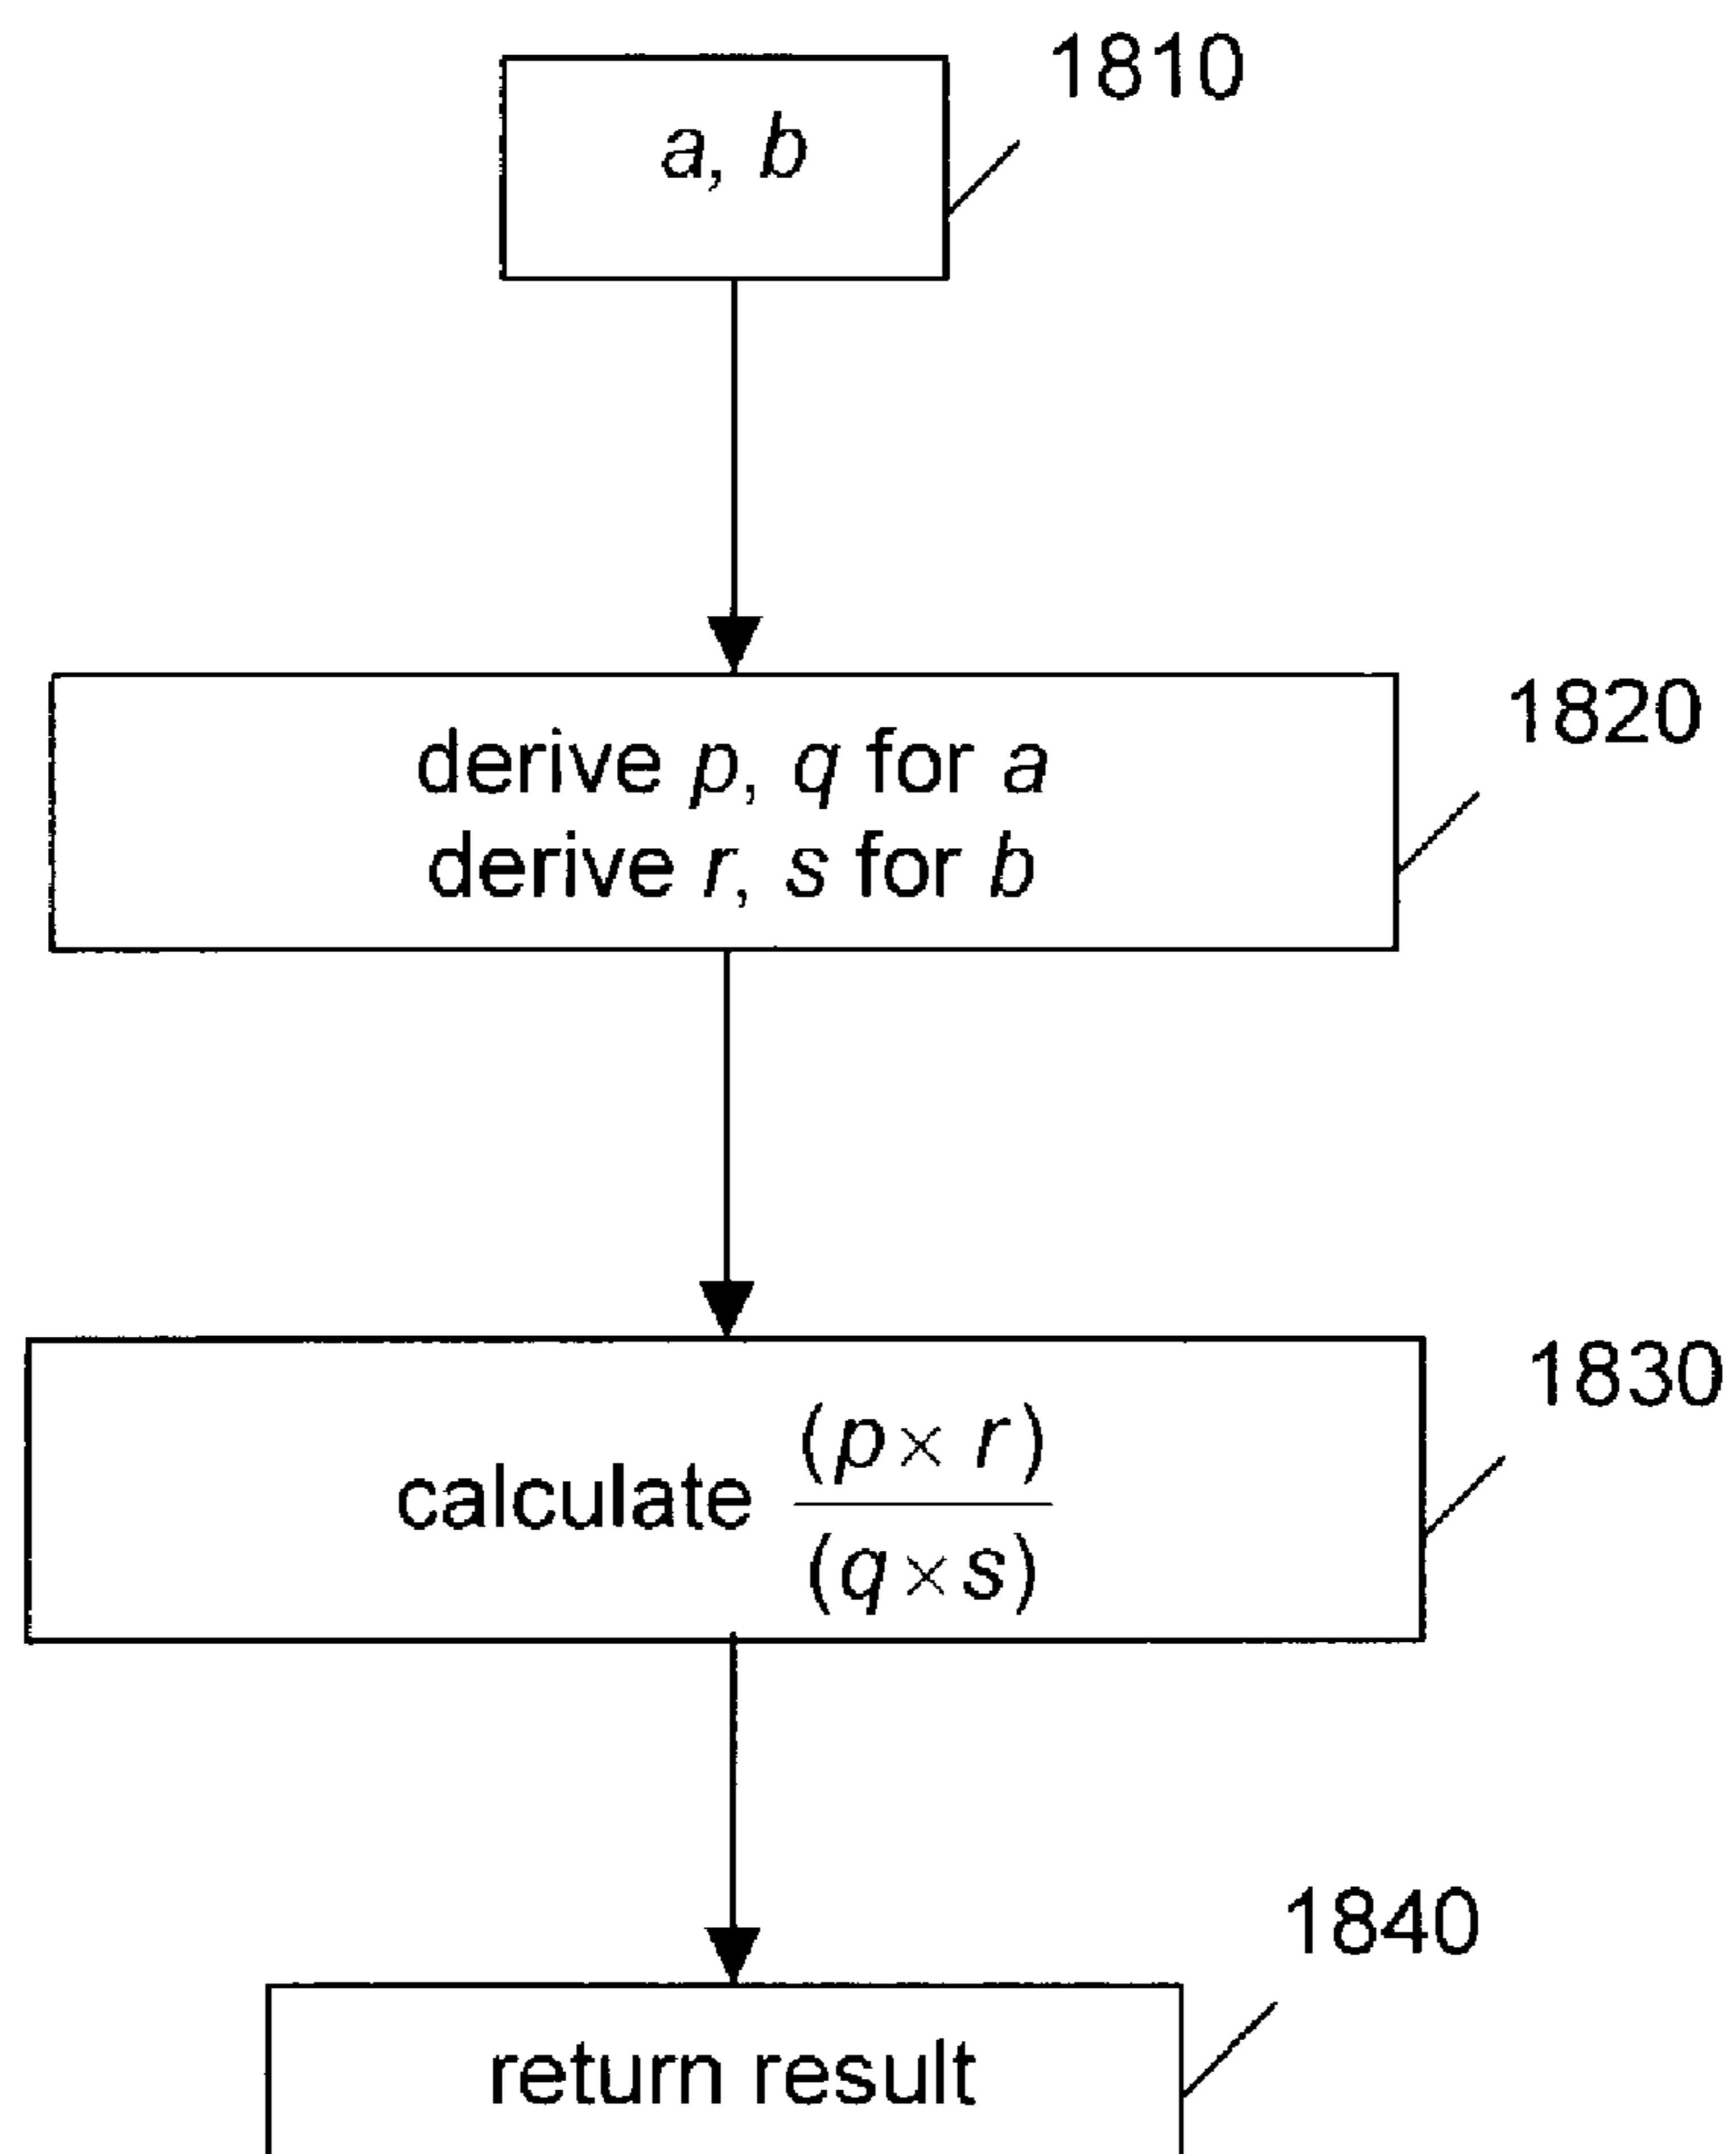 1810
a, b
1820
derive p, q for a
derive r, s for b
1830
calculate (p × r)
(q × s)
1840
return result